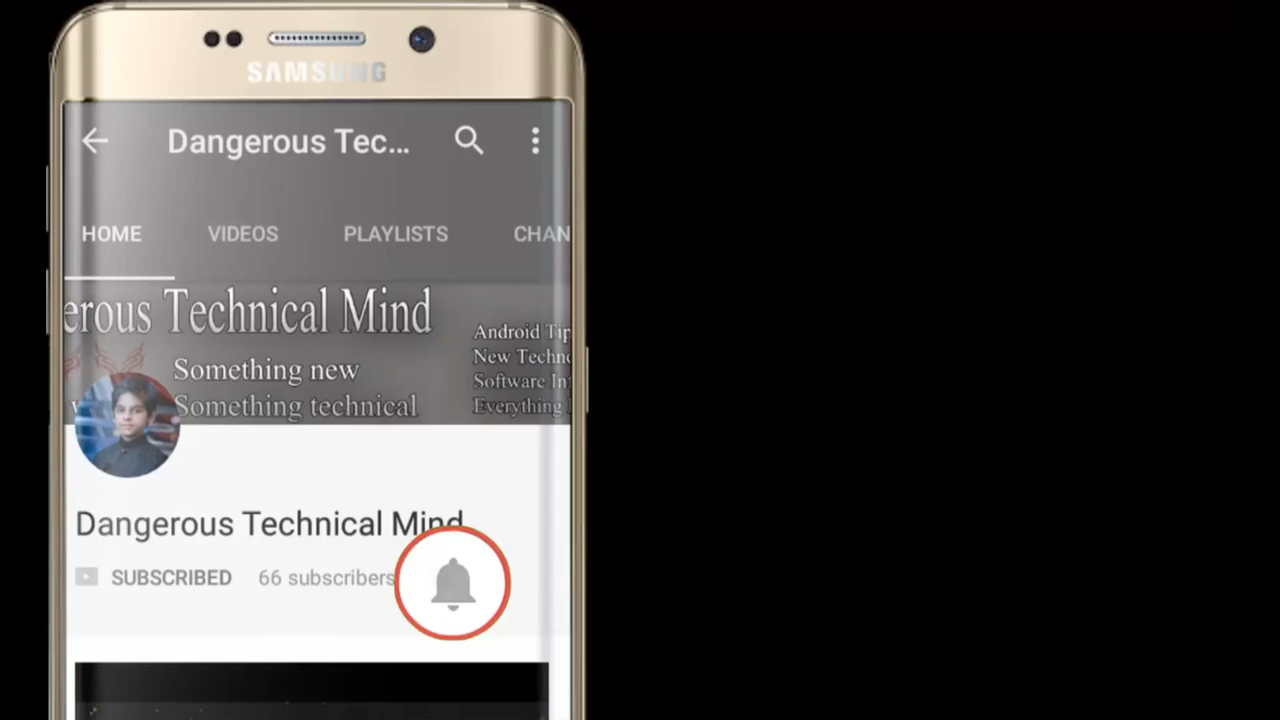 SAMSUNG
Dangerous Tec...
HOME VIDEOS PLAYLISTS CHAN
erous Technical Mind
Something new
Something technical
Android Tip
New Techno
Software In
Everything
Dangerous Technical Mind
SUBSCRIBED 66 subscribers